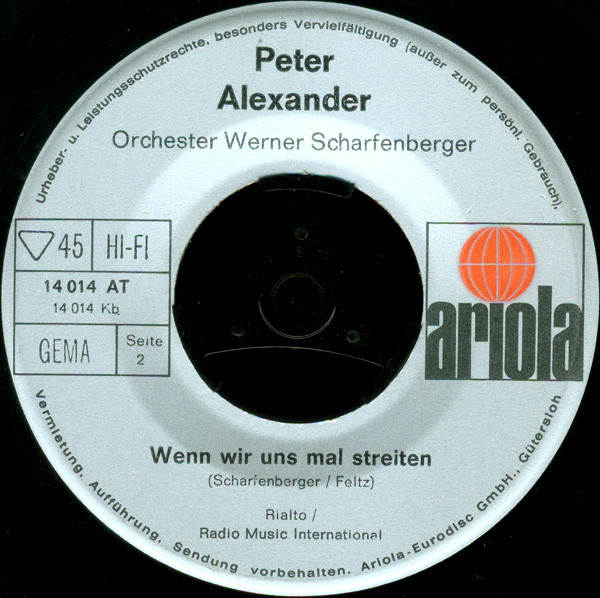 Urheber- u. Leistungsschutzrechte, besonders Vervielfältigung (außer zum persönl. Gebrauch),
Peter
Alexander
Orchester Werner Scharfenberger
45 HI-FI
14 014 AT
14 014 Kb
GEMA
Seite
2
ariola
Wenn wir uns mal streiten
(Scharfenberger / Feltz)
Rialto /
Radio Music International
Vermietung, Aufführung, Sendung vorbehalten. Ariola-Eurodisc GmbH., Gütersloh